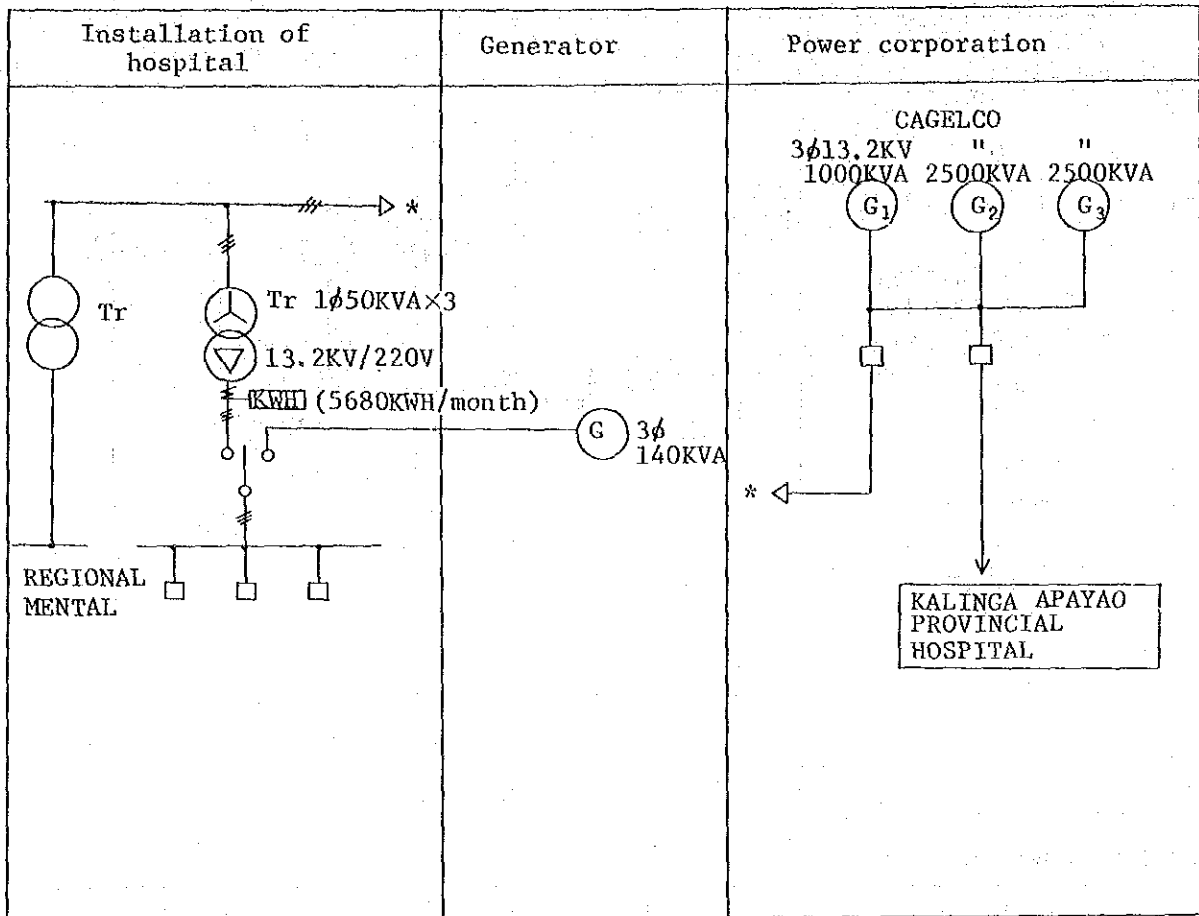 Installation of
hospital
Generator
Power corporation
CAGELCO
3φ13.2KV " "
1000KVA 2500KVA 2500KVA
G1 G2 G3
*
Tr
Tr 1φ50KVA×3
13.2KV/220V
KWH (5680KWH/month)
G 3φ
140KVA
*
REGIONAL
MENTAL
KALINGA APAYAO
PROVINCIAL
HOSPITAL